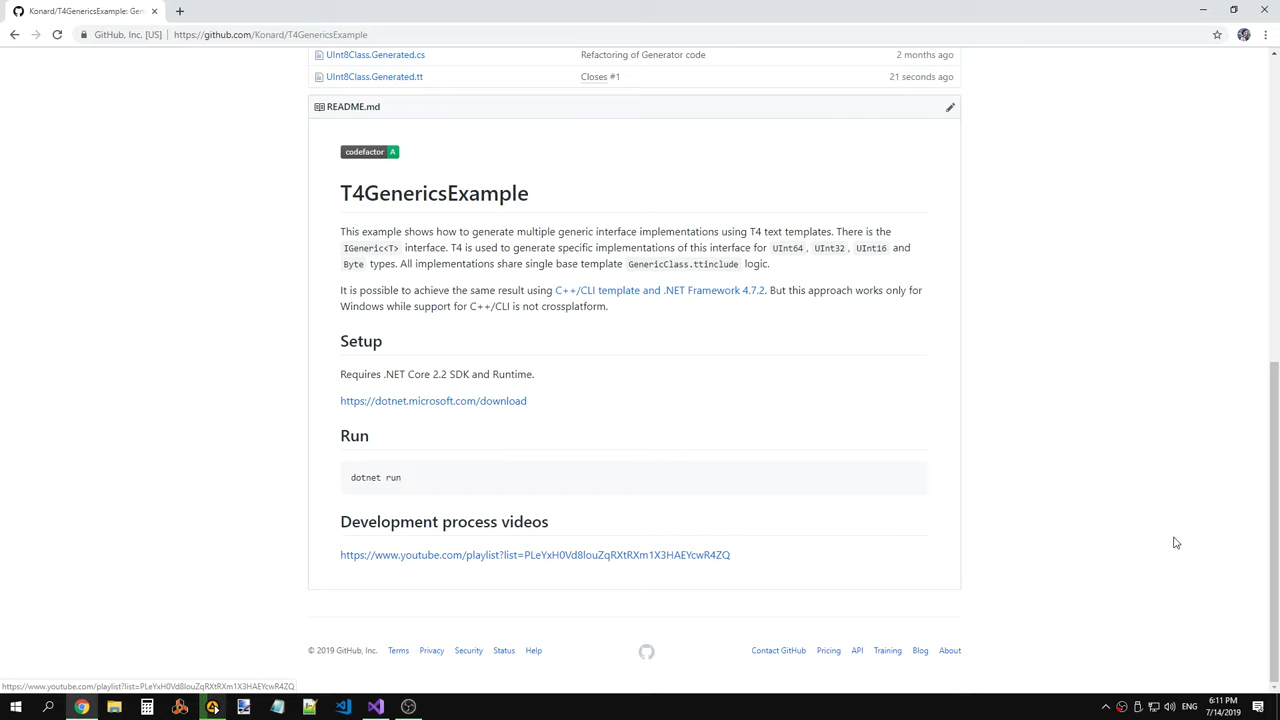 Konard/T4GenericsExample: Gen
GitHub, Inc. [US]
https://github.com/Konard/T4GenericsExample
UInt8Class.Generated.cs
Refactoring of Generator code
2 months ago
UInt8Class.Generated.tt
Closes #1
21 seconds ago
README.md
codefactor A
T4GenericsExample
This example shows how to generate multiple generic interface implementations using T4 text templates. There is the
IGeneric<T> interface. T4 is used to generate specific implementations of this interface for UInt64, UInt32, UInt16 and
Byte types. All implementations share single base template GenericClass.ttinclude logic.
It is possible to achieve the same result using C++/CLI template and .NET Framework 4.7.2. But this approach works only for
Windows while support for C++/CLI is not crossplatform.
Setup
Requires .NET Core 2.2 SDK and Runtime.
https://dotnet.microsoft.com/download
Run
dotnet run
Development process videos
https://www.youtube.com/playlist?list=PLeYxH0Vd8louZqRXtRXm1X3HAEYcwR4ZQ
© 2019 GitHub, Inc. Terms Privacy Security Status Help
Contact GitHub Pricing API Training Blog About
https://www.youtube.com/playlist?list=PLeYxH0Vd8louZqRXtRXm1X3HAEYcwR4ZQ
ENG
6:11 PM
7/14/2019